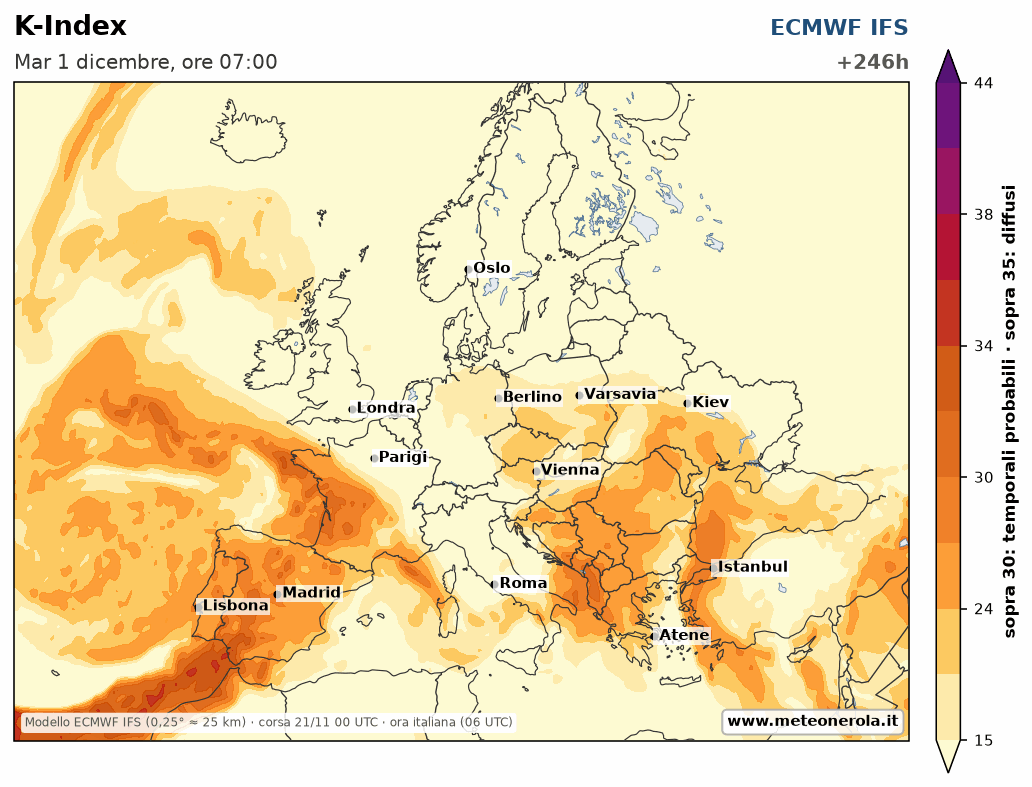 K-Index
ECMWF IFS
Mar 1 dicembre, ore 07:00
+246h
Oslo
Londra
Berlino
Varsavia
Kiev
Parigi
Vienna
Istanbul
Roma
Madrid
Lisbona
Atene
Modello ECMWF IFS (0,25° ≈ 25 km) · corsa 21/11 00 UTC · ora italiana (06 UTC)
www.meteonerola.it
44
38
34
30
24
15
sopra 30: temporali probabili · sopra 35: diffusi